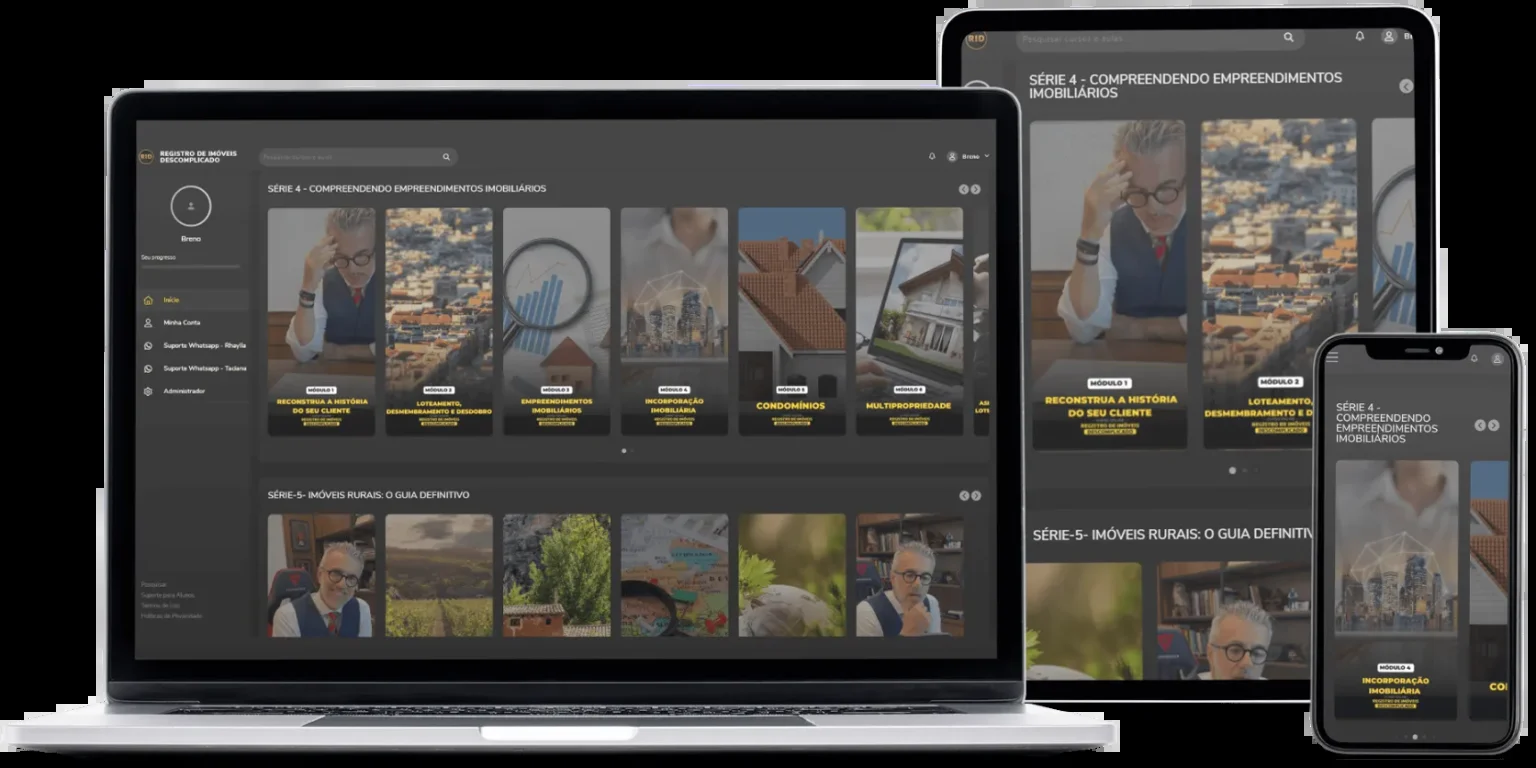 RID
REGISTRO DE IMÓVEIS
DESCOMPLICADO
Breno
Breno
Seu progresso
Início
Minha Conta
Suporte Whatsapp - Rhaylla
Suporte Whatsapp - Taciana
Administrador
Pesquisar
Suporte para Alunos
Termos de Uso
Políticas de Privacidade
SÉRIE 4 - COMPREENDENDO EMPREENDIMENTOS IMOBILIÁRIOS
MÓDULO 1
RECONSTRUA A HISTÓRIA
DO SEU CLIENTE
REGISTRO DE IMÓVEIS
DESCOMPLICADO
MÓDULO 2
LOTEAMENTO,
DESMEMBRAMENTO E DESDOBRO
REGISTRO DE IMÓVEIS
DESCOMPLICADO
MÓDULO 3
EMPREENDIMENTOS
IMOBILIÁRIOS
REGISTRO DE IMÓVEIS
DESCOMPLICADO
MÓDULO 4
INCORPORAÇÃO
IMOBILIÁRIA
REGISTRO DE IMÓVEIS
DESCOMPLICADO
MÓDULO 5
CONDOMÍNIOS
REGISTRO DE IMÓVEIS
DESCOMPLICADO
MÓDULO 6
MULTIPROPRIEDADE
REGISTRO DE IMÓVEIS
DESCOMPLICADO
SÉRIE-5- IMÓVEIS RURAIS: O GUIA DEFINITIVO
RID
Pesquisar cursos e aulas
SÉRIE 4 - COMPREENDENDO EMPREENDIMENTOS
IMOBILIÁRIOS
MÓDULO 1
RECONSTRUA A HISTÓRIA
DO SEU CLIENTE
REGISTRO DE IMÓVEIS
DESCOMPLICADO
MÓDULO 2
LOTEAMENTO,
DESMEMBRAMENTO E D
REGISTRO DE IMÓVEIS
DESCOMPLICADO
SÉRIE-5- IMÓVEIS RURAIS: O GUIA DEFINITIV
SÉRIE 4 -
COMPREENDENDO
EMPREENDIMENTOS
IMOBILIÁRIOS
MÓDULO 4
INCORPORAÇÃO
IMOBILIÁRIA
REGISTRO DE IMÓVEIS
DESCOMPLICADO
CO